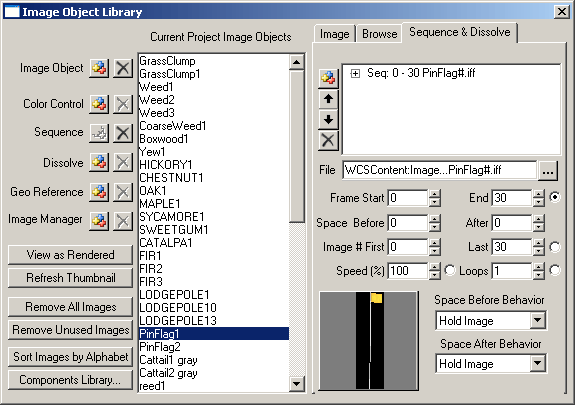 Image Object Library
Current Project Image Objects
Image Object
Color Control
Sequence
Dissolve
Geo Reference
Image Manager
View as Rendered
Refresh Thumbnail
Remove All Images
Remove Unused Images
Sort Images by Alphabet
Components Library...
GrassClump
GrassClump1
Weed1
Weed2
Weed3
CoarseWeed1
Boxwood1
Yew1
HICKORY1
CHESTNUT1
OAK1
MAPLE1
SYCAMORE1
SWEETGUM1
CATALPA1
FIR1
FIR2
FIR3
LODGEPOLE1
LODGEPOLE10
LODGEPOLE13
PinFlag1
PinFlag2
Cattail1 gray
Cattail2 gray
reed1
Image Browse Sequence & Dissolve
Seq: 0 - 30 PinFlag#.iff
File WCSContent:Image...PinFlag#.iff ...
Frame Start 0 End 30
Space Before 0 After 0
Image # First 0 Last 30
Speed (%) 100 Loops 1
Space Before Behavior
Hold Image
Space After Behavior
Hold Image